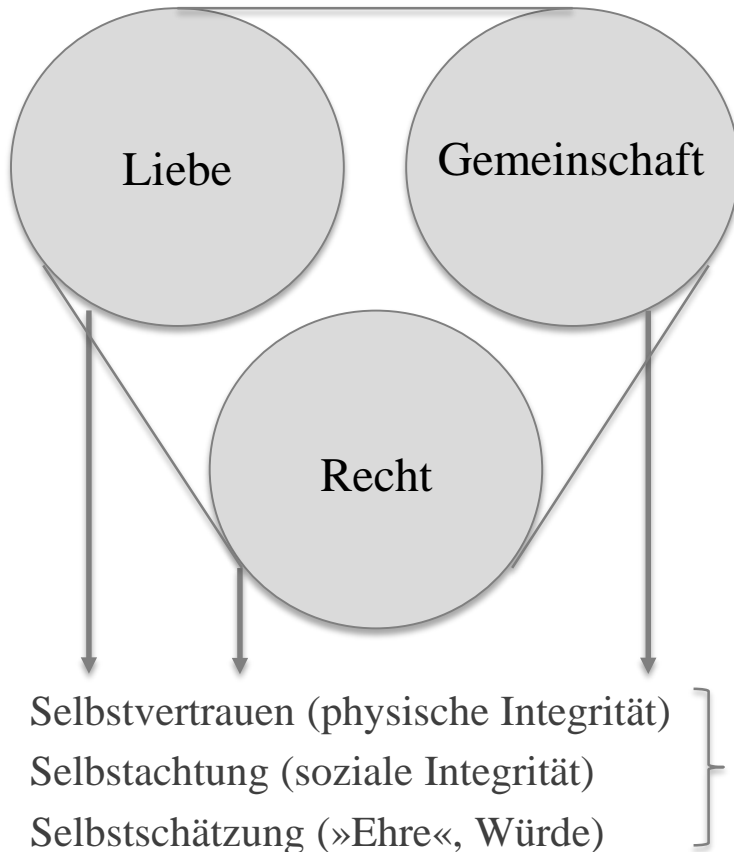 Liebe
Gemeinschaft
Recht
Selbstvertrauen (physische Integrität)
Selbstachtung (soziale Integrität)
Selbstschätzung (»Ehre«, Würde)